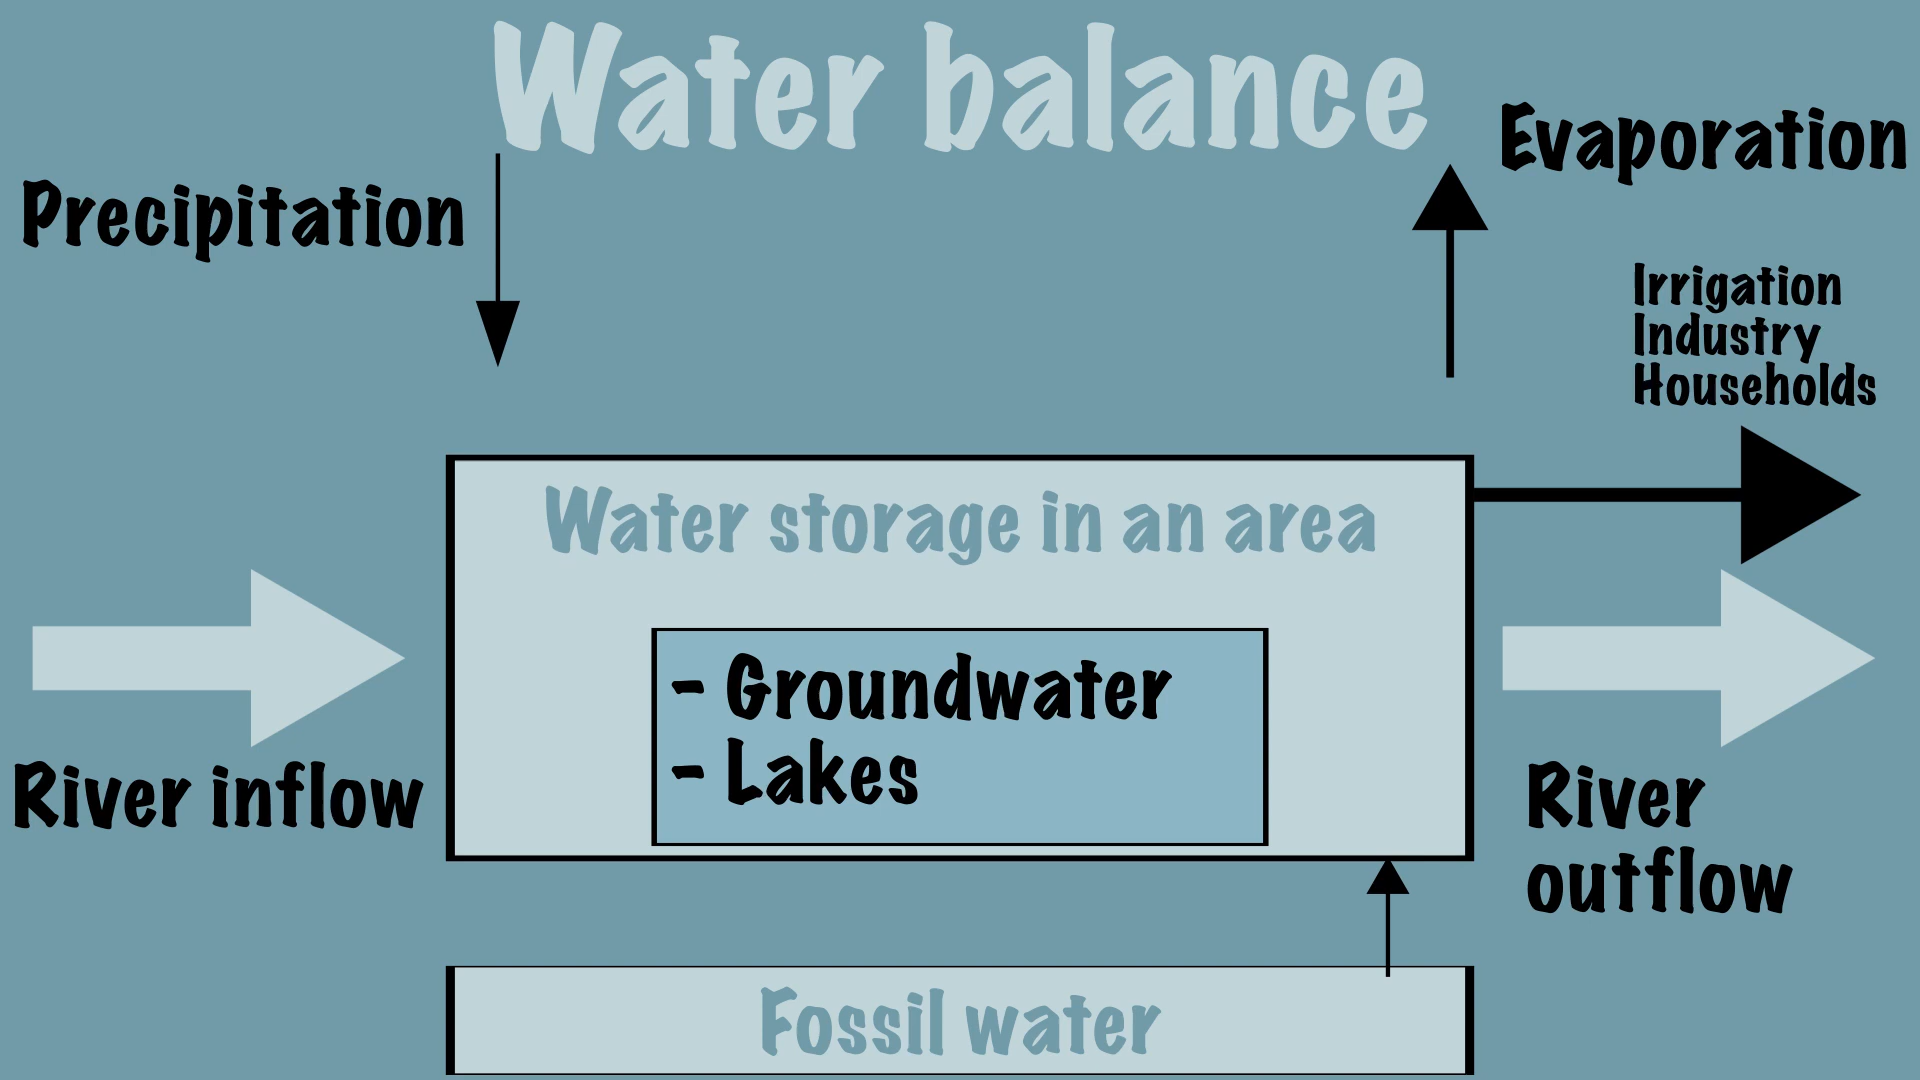 Water balance
Evaporation
Precipitation
Irrigation
Industry
Households
Water storage in an area
- Groundwater
- Lakes
River inflow
River
outflow
Fossil water